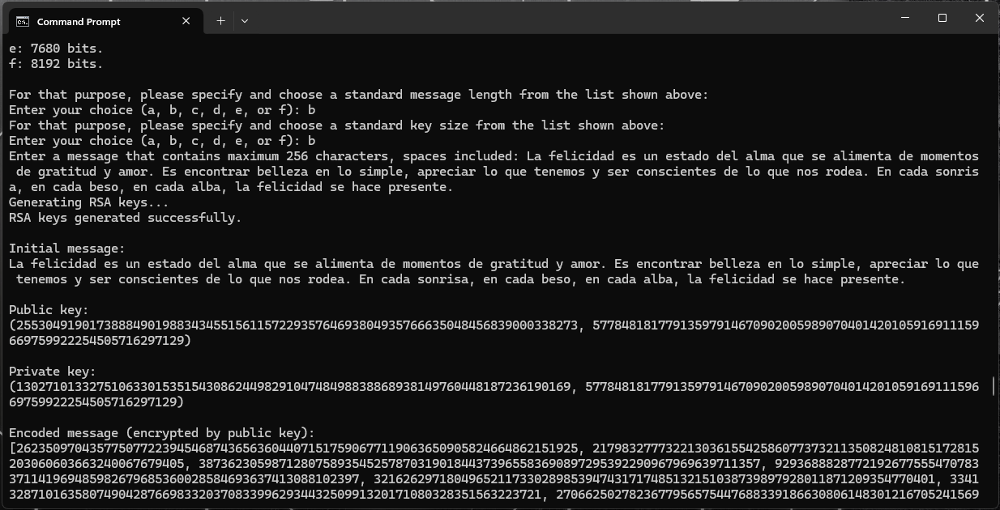 Command Prompt
e: 7680 bits.
f: 8192 bits.
For that purpose, please specify and choose a standard message length from the list shown above:
Enter your choice (a, b, c, d, e, or f): b
For that purpose, please specify and choose a standard key size from the list shown above:
Enter your choice (a, b, c, d, e, or f): b
Enter a message that contains maximum 256 characters, spaces included: La felicidad es un estado del alma que se alimenta de momentos
de gratitud y amor. Es encontrar belleza en lo simple, apreciar lo que tenemos y ser conscientes de lo que nos rodea. En cada sonris
a, en cada beso, en cada alba, la felicidad se hace presente.
Generating RSA keys...
RSA keys generated successfully.
Initial message:
La felicidad es un estado del alma que se alimenta de momentos de gratitud y amor. Es encontrar belleza en lo simple, apreciar lo que
tenemos y ser conscientes de lo que nos rodea. En cada sonrisa, en cada beso, en cada alba, la felicidad se hace presente.
Public key:
(25530491901738884901988343455156115722935764693804935766635048456839000338273, 57784818177913597914670902005989070401420105916911159
669759922254505716297129)
Private key:
(1302710133275106330153515430862449829104748498838868938149760448187236190169, 577848181779135979146709020059890704014201059169111596
69759922254505716297129)
Encoded message (encrypted by public key):
[26235097043577507722394546874365636044071517590677119063650905824664862151925, 21798327773221303615542586077373211350824810815172815
203060603663240067679405, 38736230598712807589354525787031901844373965583690897295392290967969639711357, 929368882877219267755547​0783
37114196948598267968536002858469363741308810239​7, 32162629718049652117330289853947431717485132151038739897928011871209354770401, 3341
32871016358074904287669833203708339962934432509913201710803283515632237​21, 270662502782367795657544768833918663080614830121670524​1569